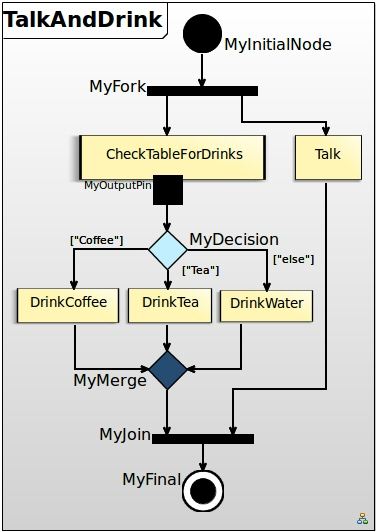 TalkAndDrink
MyInitialNode
MyFork
CheckTableForDrinks
Talk
MyOutputPin
["Coffee"]
MyDecision
["Tea"]
["else"]
DrinkCoffee
DrinkTea
DrinkWater
MyMerge
MyJoin
MyFinal